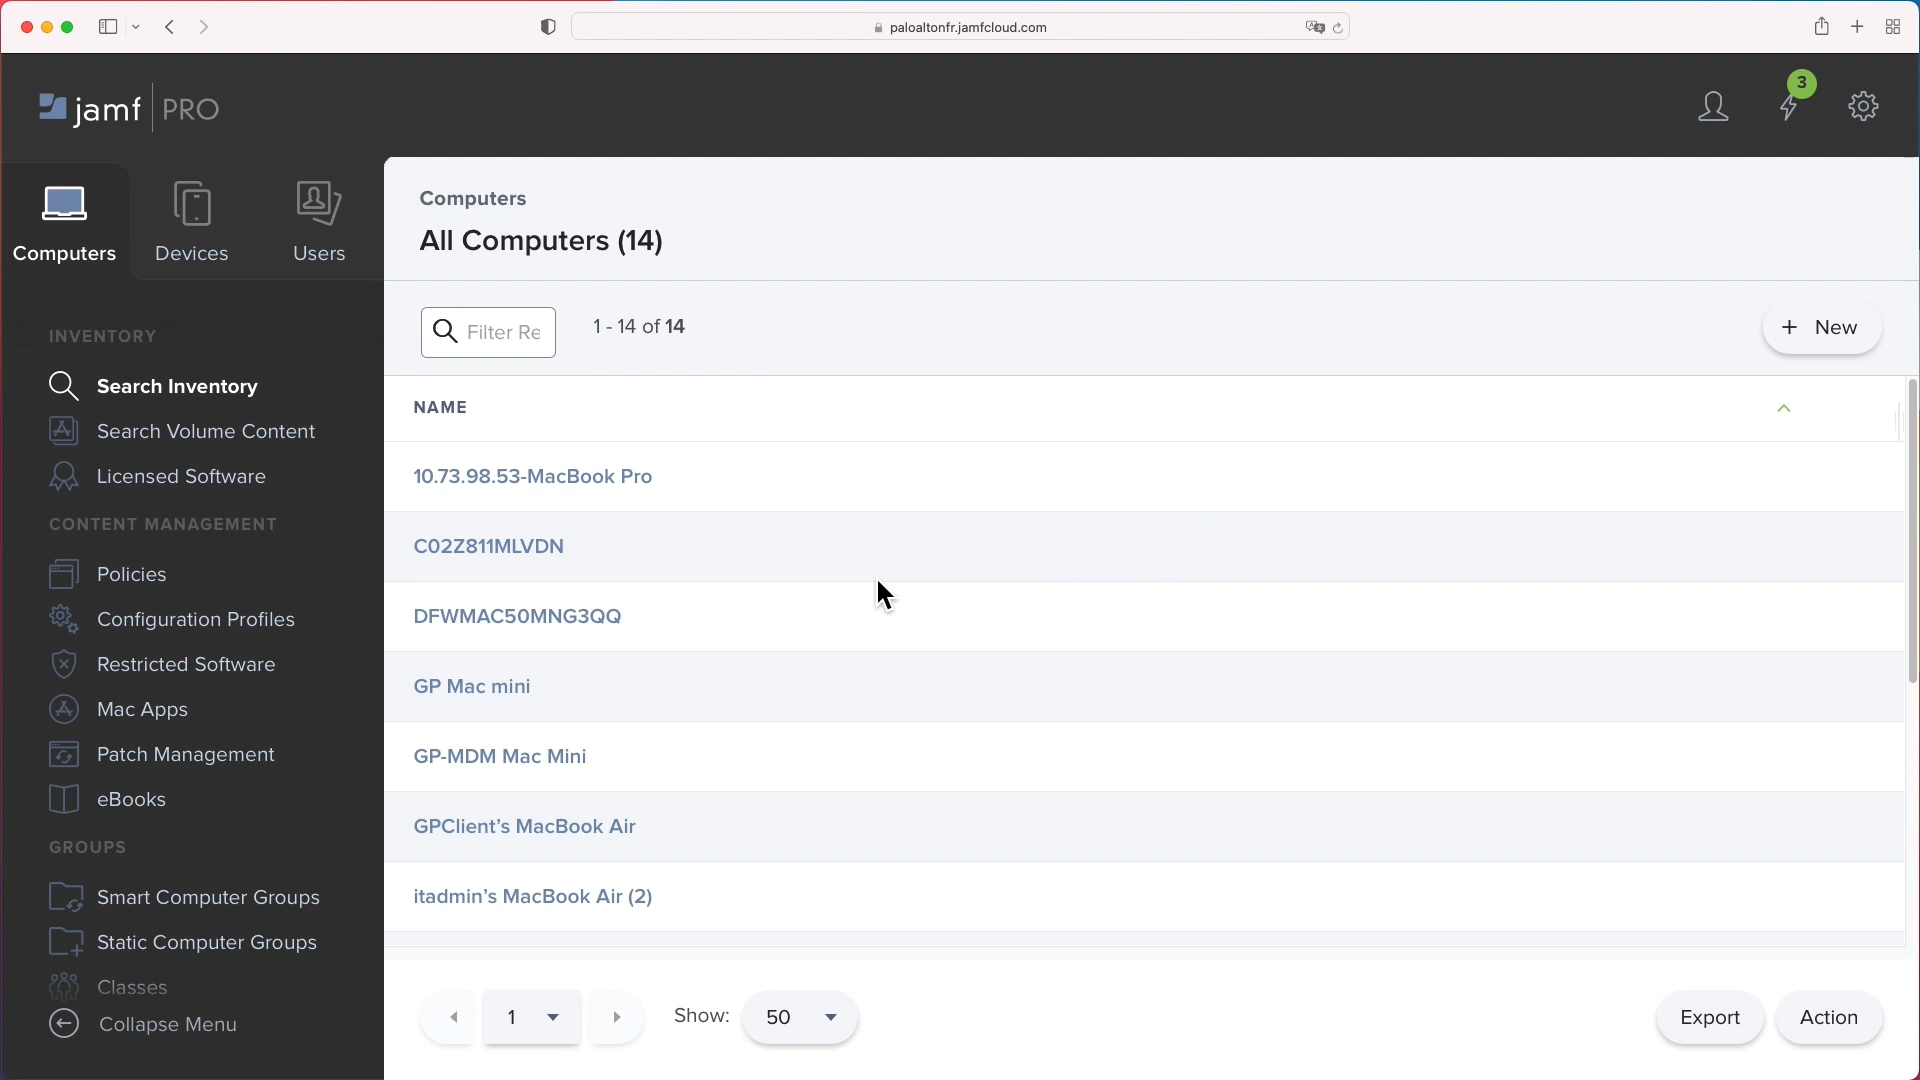 paloaltonfr.jamfcloud.com
jamf PRO
3
Computers
Devices
Users
Computers
All Computers (14)
Filter Re
1 - 14 of 14
+ New
INVENTORY
Search Inventory
Search Volume Content
Licensed Software
CONTENT MANAGEMENT
Policies
Configuration Profiles
Restricted Software
Mac Apps
Patch Management
eBooks
GROUPS
Smart Computer Groups
Static Computer Groups
Classes
Collapse Menu
NAME
10.73.98.53-MacBook Pro
C02Z811MLVDN
DFWMAC50MNG3QQ
GP Mac mini
GP-MDM Mac Mini
GPClient’s MacBook Air
itadmin’s MacBook Air (2)
1
Show:
50
Export
Action